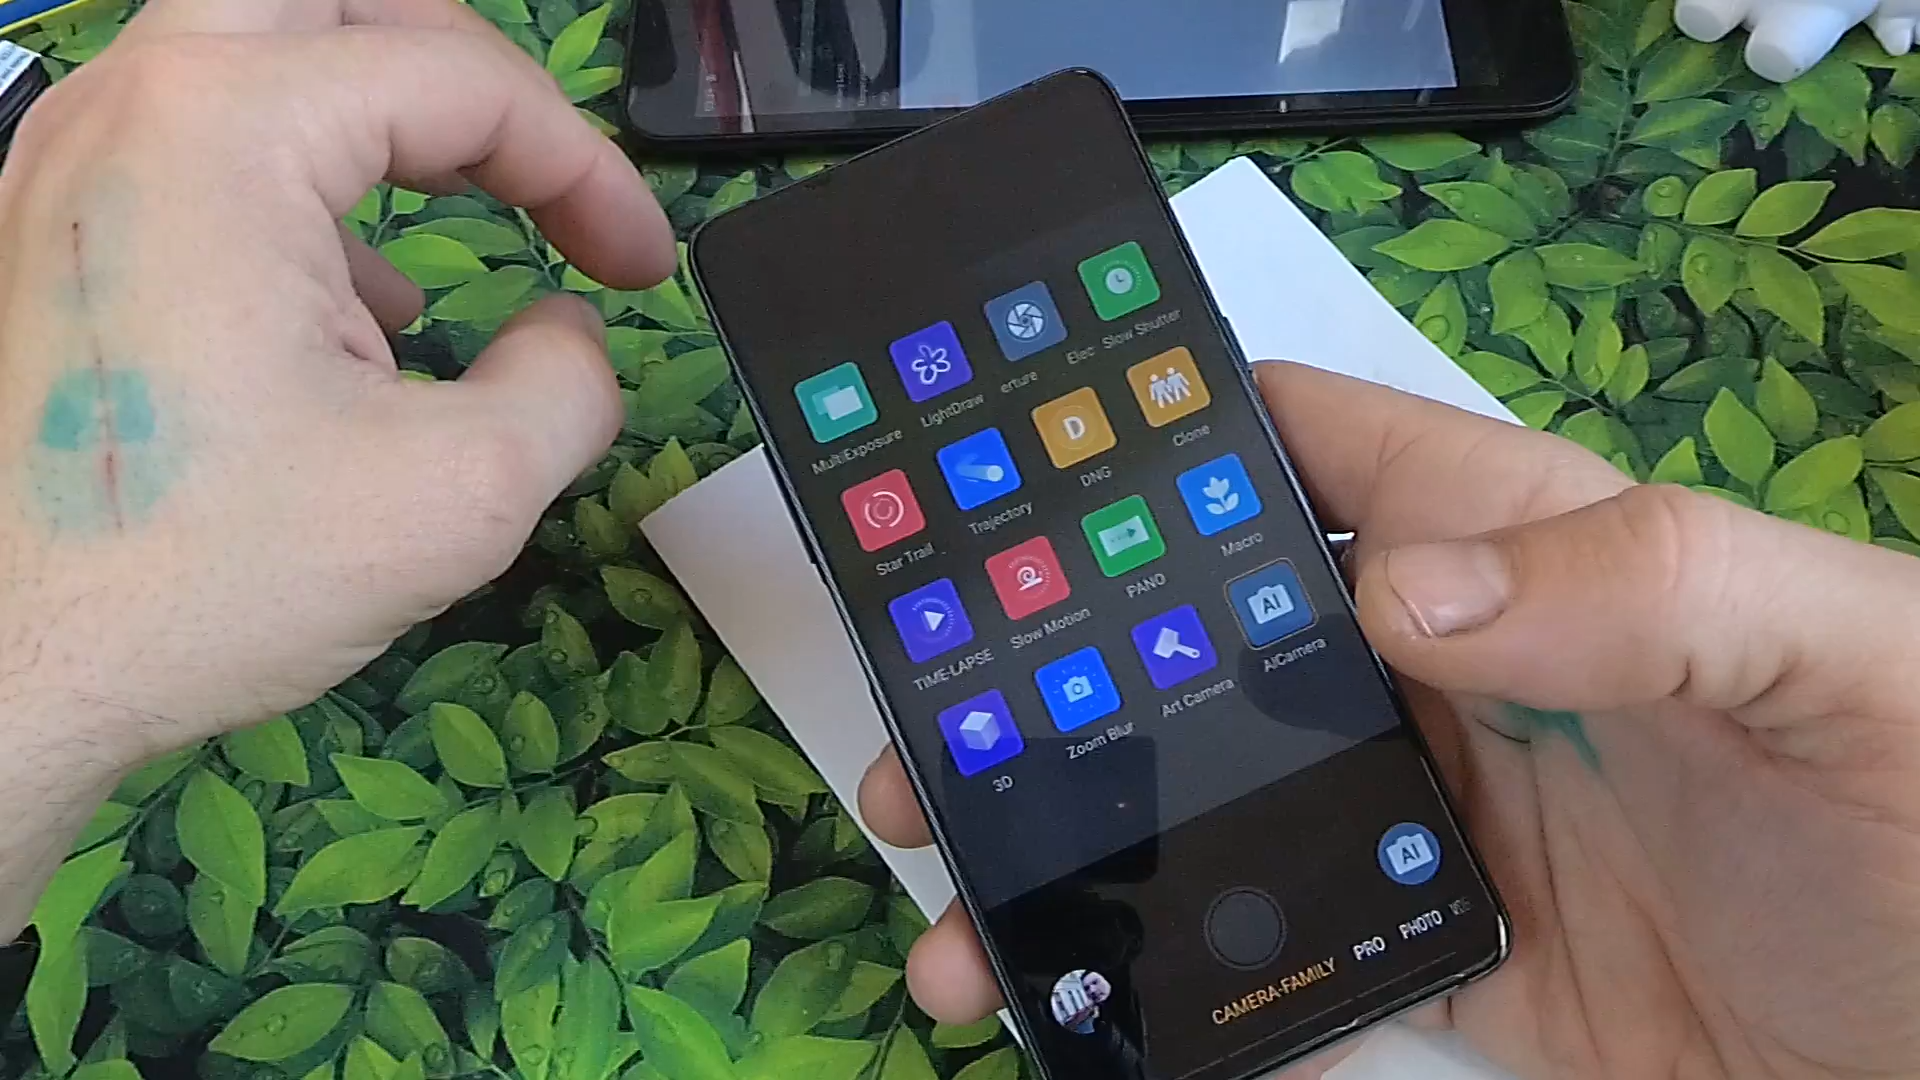 MultiExposure LightDraw Elec erture Slow Shutter
Star Trail Trajectory DNG Clone
TIME-LAPSE Slow Motion PANO Macro
3D Zoom Blur Art Camera AICamera
D
AI
AI
CAMERA-FAMILY PRO PHOTO